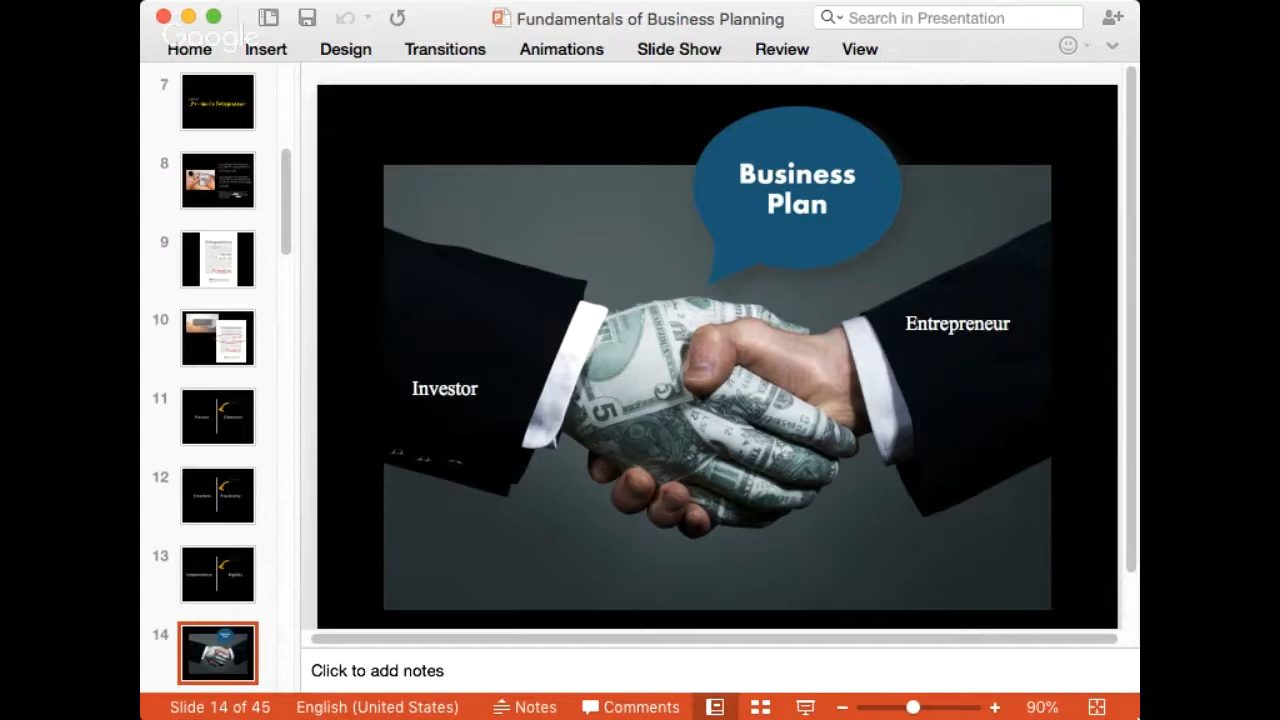 Fundamentals of Business Planning
Search in Presentation
Google
Home
Insert
Design
Transitions
Animations
Slide Show
Review
View
7
8
9
10
11
12
13
14
Business
Plan
Investor
Entrepreneur
Click to add notes
Slide 14 of 45
English (United States)
Notes
Comments
90%